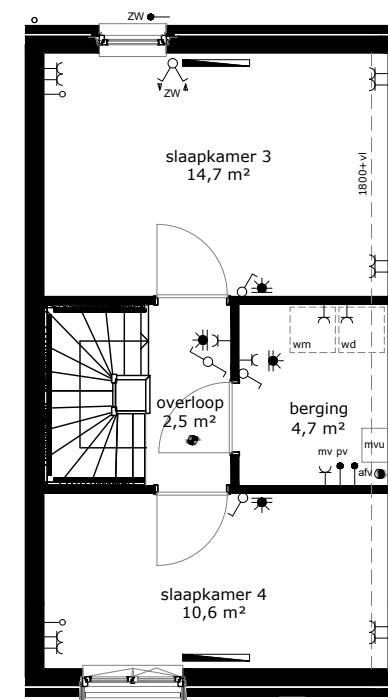 ZW
ZW
slaapkamer 3
14,7 m²
1800+vl
wm
wd
overloop
2,5 m²
berging
4,7 m²
mvu
mv pv
afv
slaapkamer 4
10,6 m²